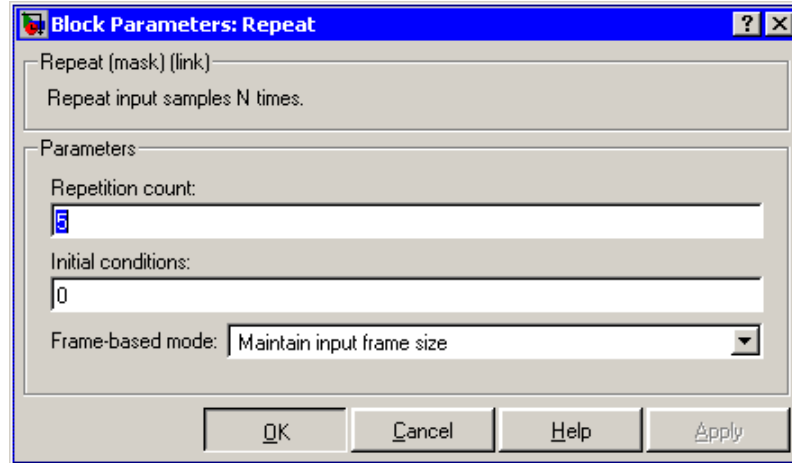 Block Parameters: Repeat
Repeat (mask) (link)
Repeat input samples N times.
Parameters
Repetition count:
5
Initial conditions:
0
Frame-based mode: Maintain input frame size
OK Cancel Help Apply